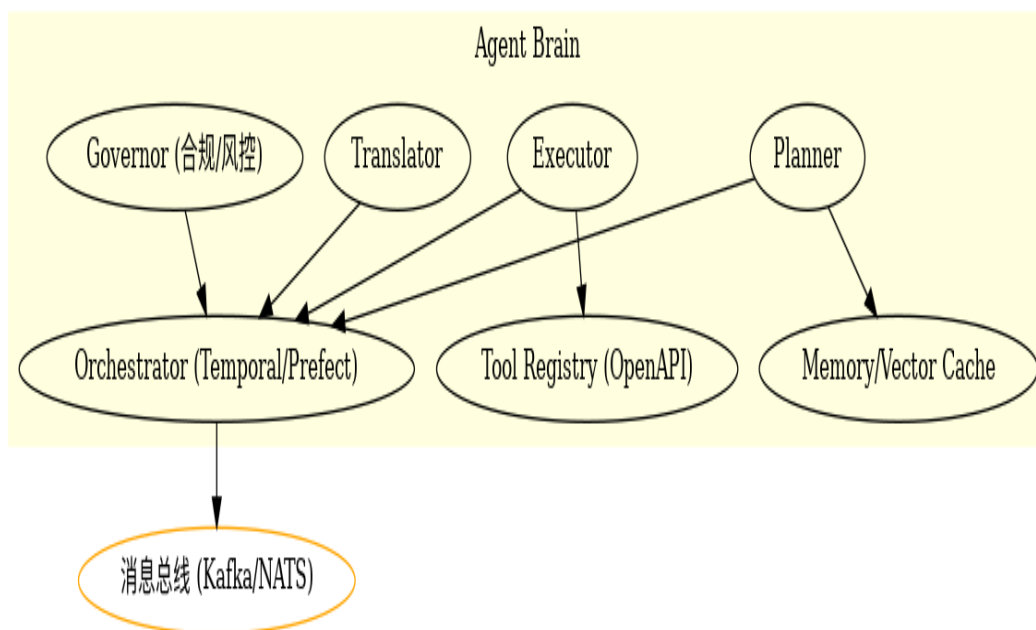 Agent Brain
Governor (合规/风控)
Translator
Executor
Planner
Orchestrator (Temporal/Prefect)
Tool Registry (OpenAPI)
Memory/Vector Cache
消息总线 (Kafka/NATS)